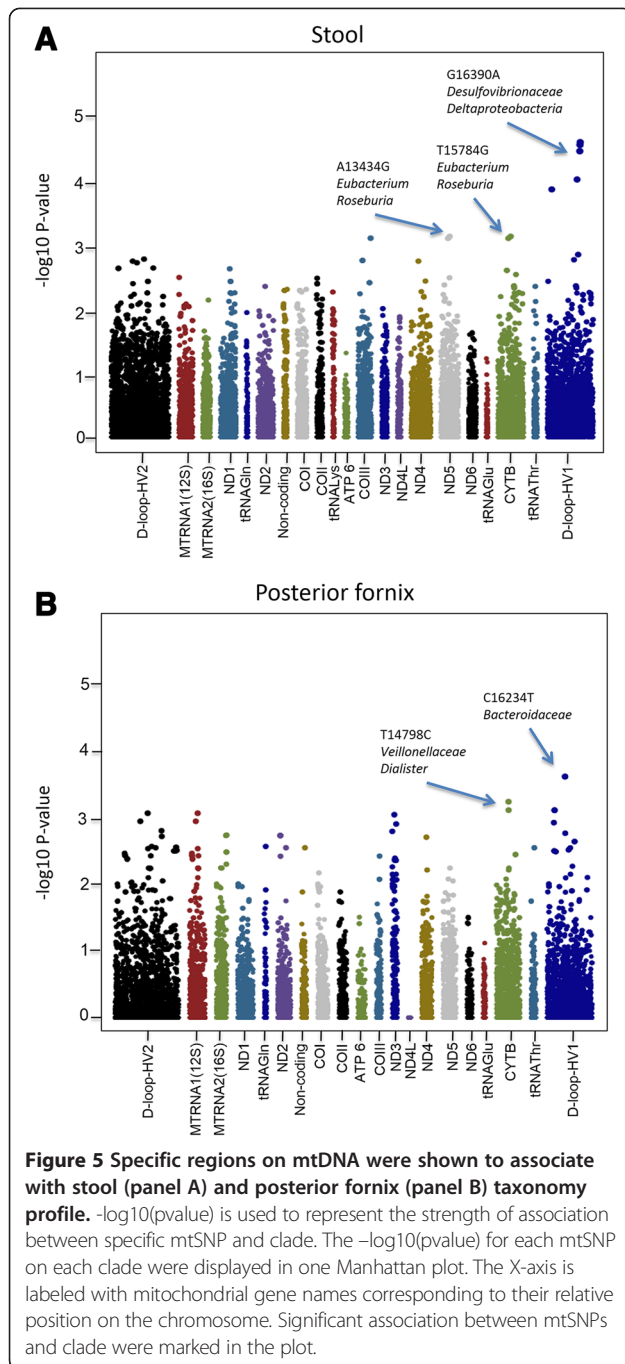 A
Stool
G16390A
Desulfovibrionaceae
Deltaproteobacteria
T15784G
Eubacterium
Roseburia
A13434G
Eubacterium
Roseburia
-log10 P-value
5
4
3
2
1
0
D-loop-HV2
MTRNA1(12S)
MTRNA2(16S)
ND1
tRNAGln
ND2
Non-coding
COI
COII
tRNALys
ATP 6
COIII
ND3
ND4L
ND4
ND5
ND6
tRNAGlu
CYTB
tRNAThr
D-loop-HV1
B
Posterior fornix
C16234T
Bacteroidaceae
T14798C
Veillonellaceae
Dialister
-log10 P-value
5
4
3
2
1
0
D-loop-HV2
MTRNA1(12S)
MTRNA2(16S)
ND1
tRNAGln
ND2
Non-coding
COI
COII
ATP 6
COIII
ND3
ND4L
ND4
ND5
ND6
tRNAGlu
CYTB
tRNAThr
D-loop-HV1
Figure 5 Specific regions on mtDNA were shown to associate
with stool (panel A) and posterior fornix (panel B) taxonomy
profile. -log10(pvalue) is used to represent the strength of association
between specific mtSNP and clade. The –log10(pvalue) for each mtSNP
on each clade were displayed in one Manhattan plot. The X-axis is
labeled with mitochondrial gene names corresponding to their relative
position on the chromosome. Significant association between mtSNPs
and clade were marked in the plot.